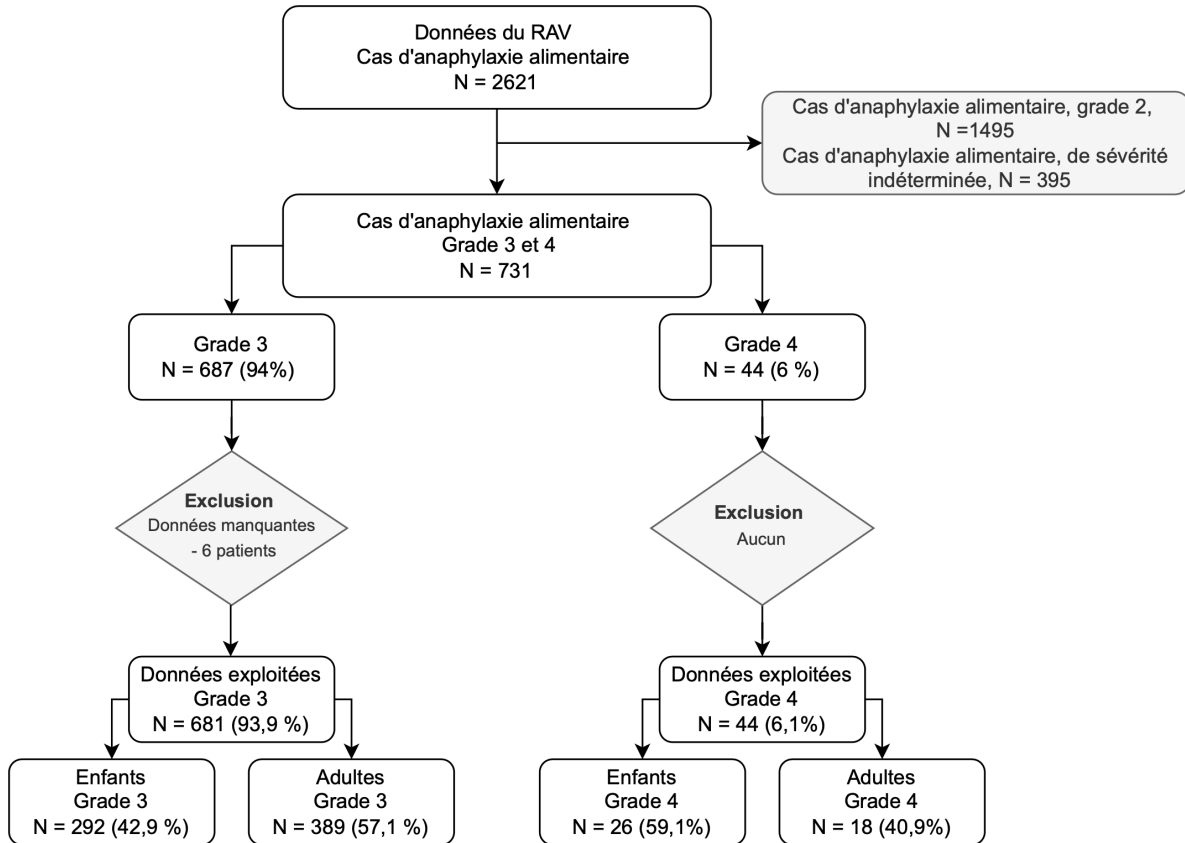 Données du RAV
Cas d'anaphylaxie alimentaire
N = 2621
Cas d'anaphylaxie alimentaire, grade 2,
N =1495
Cas d'anaphylaxie alimentaire, de sévérité
indéterminée, N = 395
Cas d'anaphylaxie alimentaire
Grade 3 et 4
N = 731
Grade 3
N = 687 (94%)
Grade 4
N = 44 (6 %)
Exclusion
Données manquantes
- 6 patients
Exclusion
Aucun
Données exploitées
Grade 3
N = 681 (93,9 %)
Données exploitées
Grade 4
N = 44 (6,1%)
Enfants
Grade 3
N = 292 (42,9 %)
Adultes
Grade 3
N = 389 (57,1 %)
Enfants
Grade 4
N = 26 (59,1%)
Adultes
Grade 4
N = 18 (40,9%)